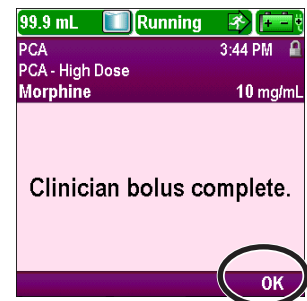 99.9 mL Running
PCA 3:44 PM
PCA - High Dose
Morphine 10 mg/mL
Clinician bolus complete.
OK